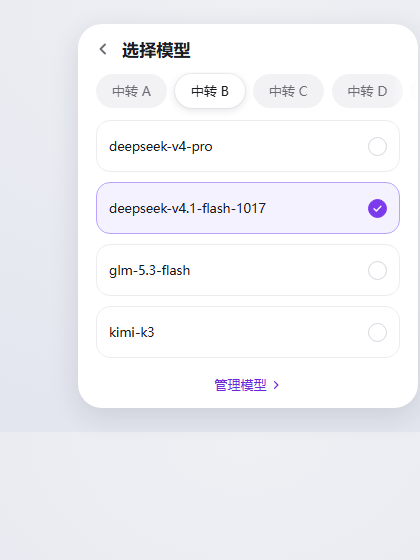 选择模型
中转 A 中转 B 中转 C 中转 D
deepseek-v4-pro
deepseek-v4.1-flash-1017
glm-5.3-flash
kimi-k3
管理模型